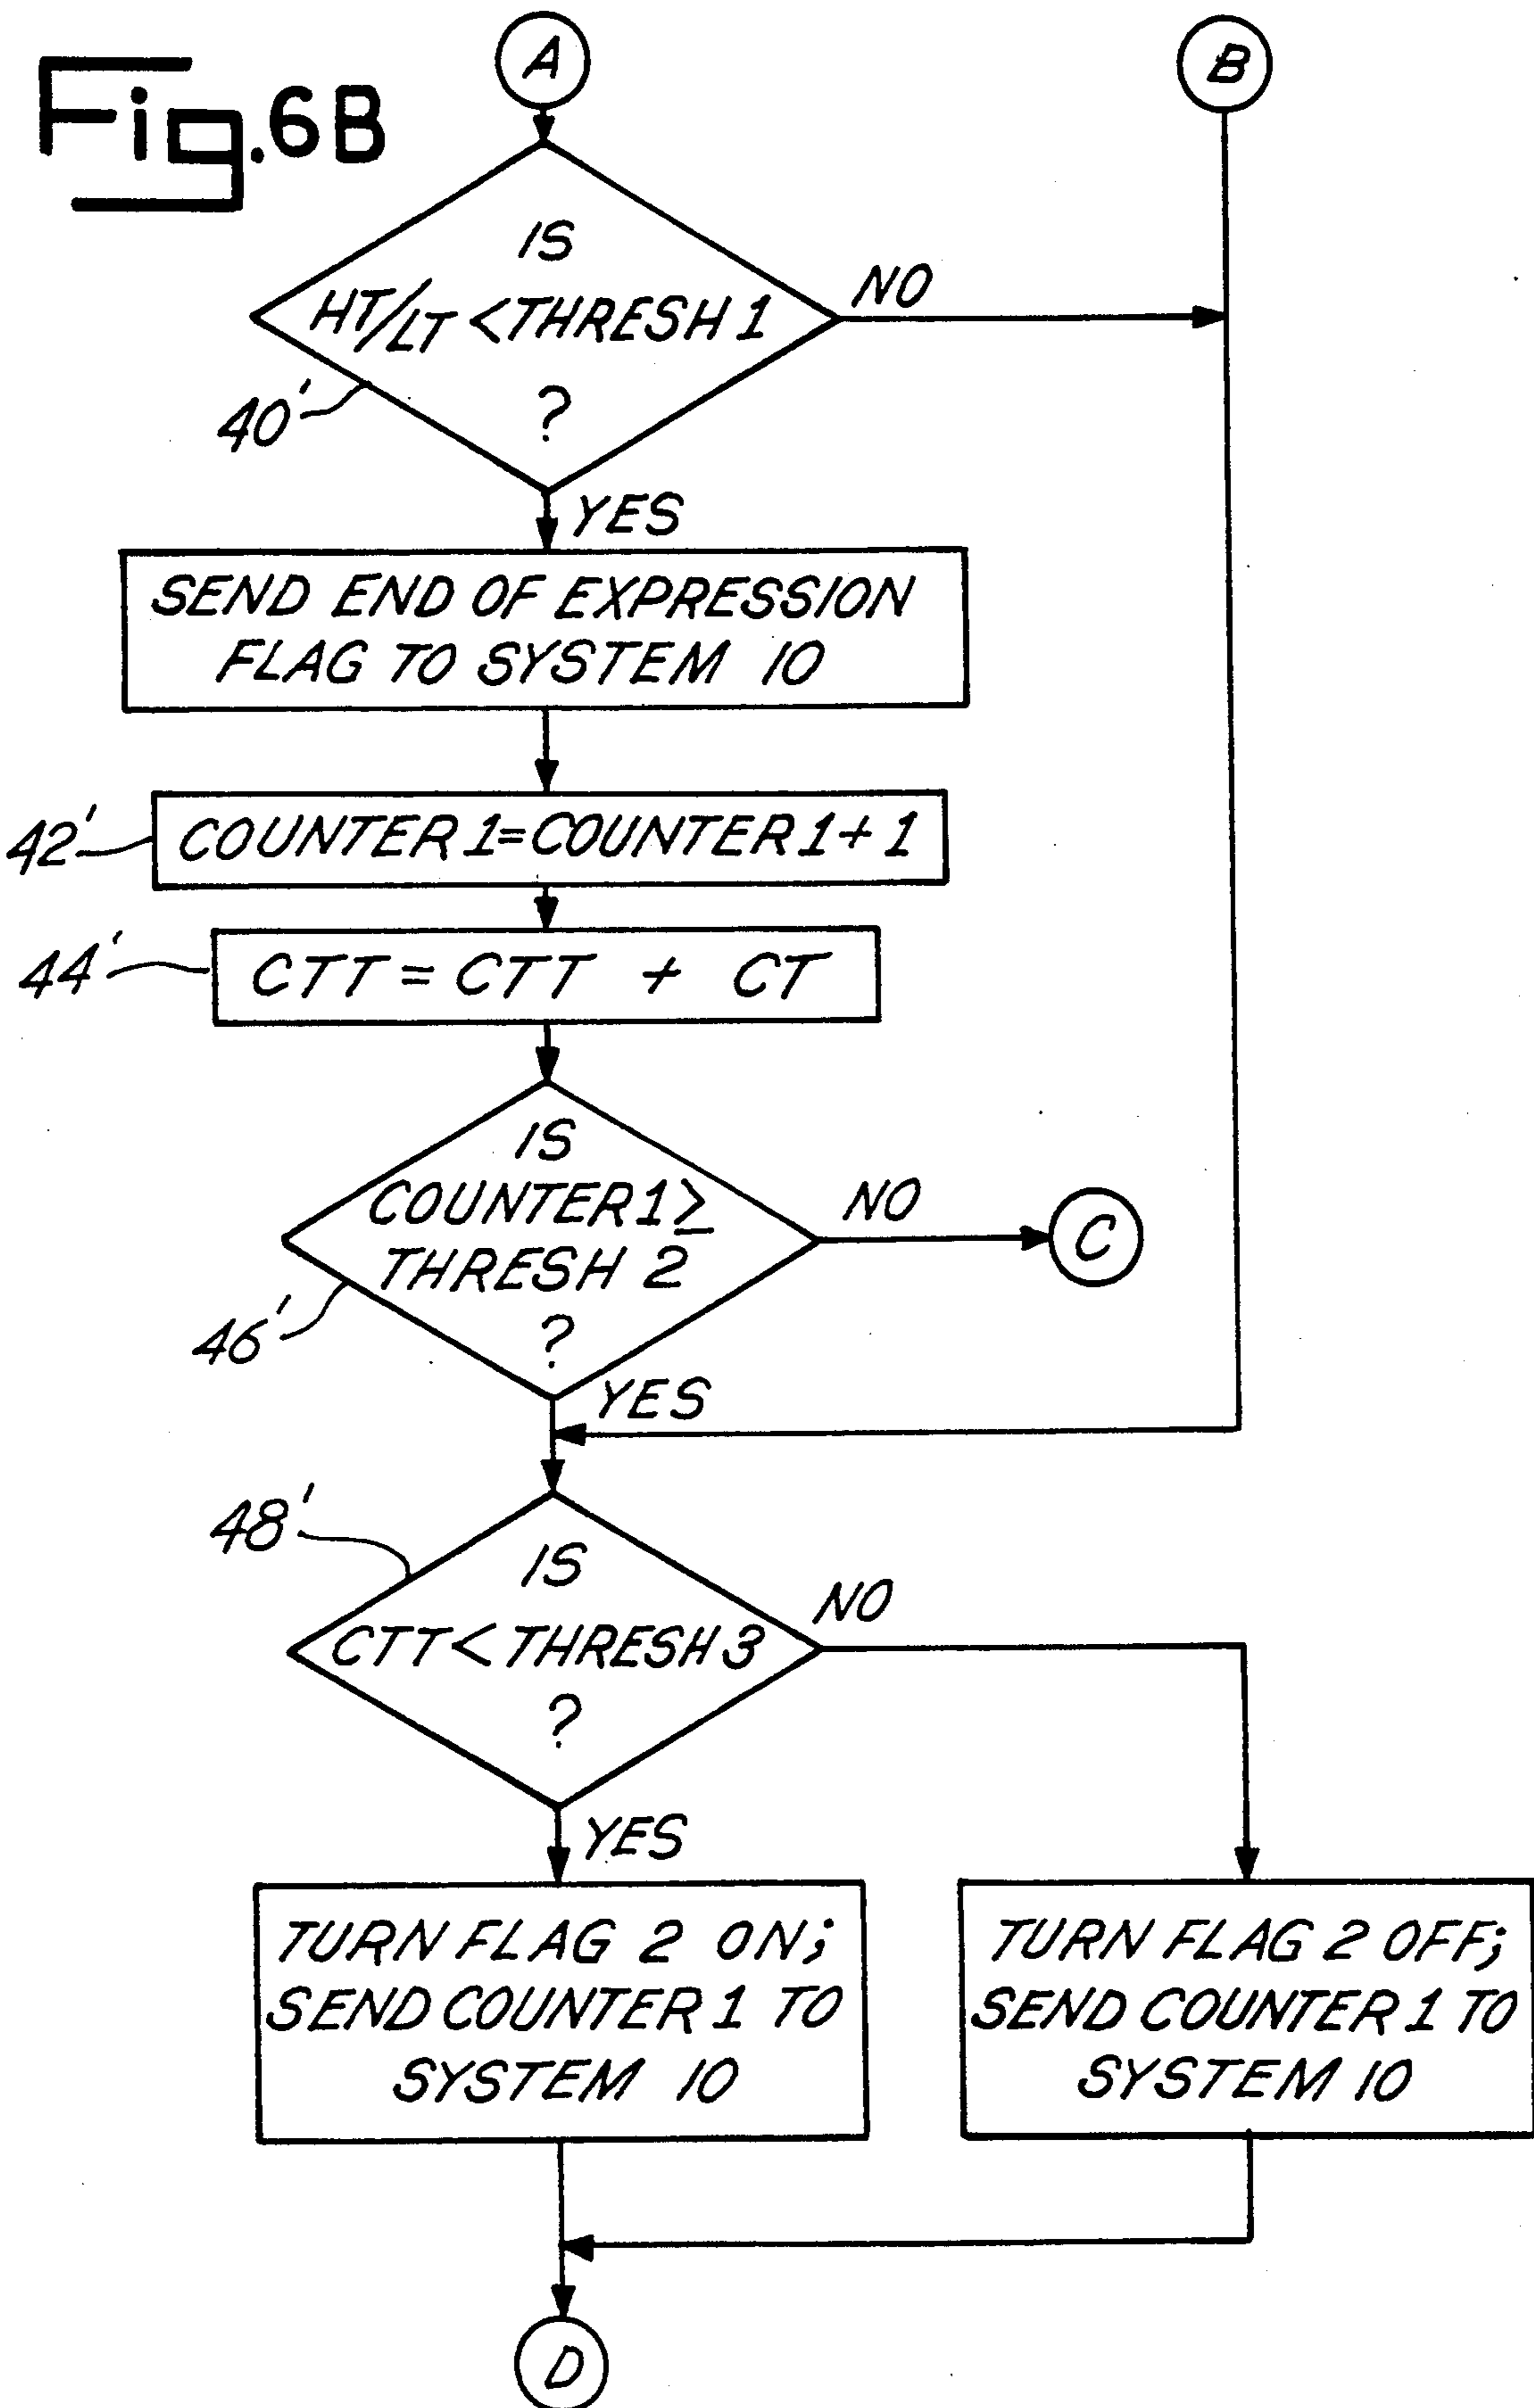 Fig. 6B
A
B
IS
HT/LT < THRESH 1
?
NO
40'
YES
SEND END OF EXPRESSION
FLAG TO SYSTEM 10
42'
COUNTER 1=COUNTER 1+1
44'
CTT = CTT + CT
IS
COUNTER 1 ≥
THRESH 2
?
NO
C
46'
YES
48'
IS
CTT < THRESH 3
?
NO
YES
TURN FLAG 2 ON;
SEND COUNTER 1 TO
SYSTEM 10
TURN FLAG 2 OFF;
SEND COUNTER 1 TO
SYSTEM 10
D